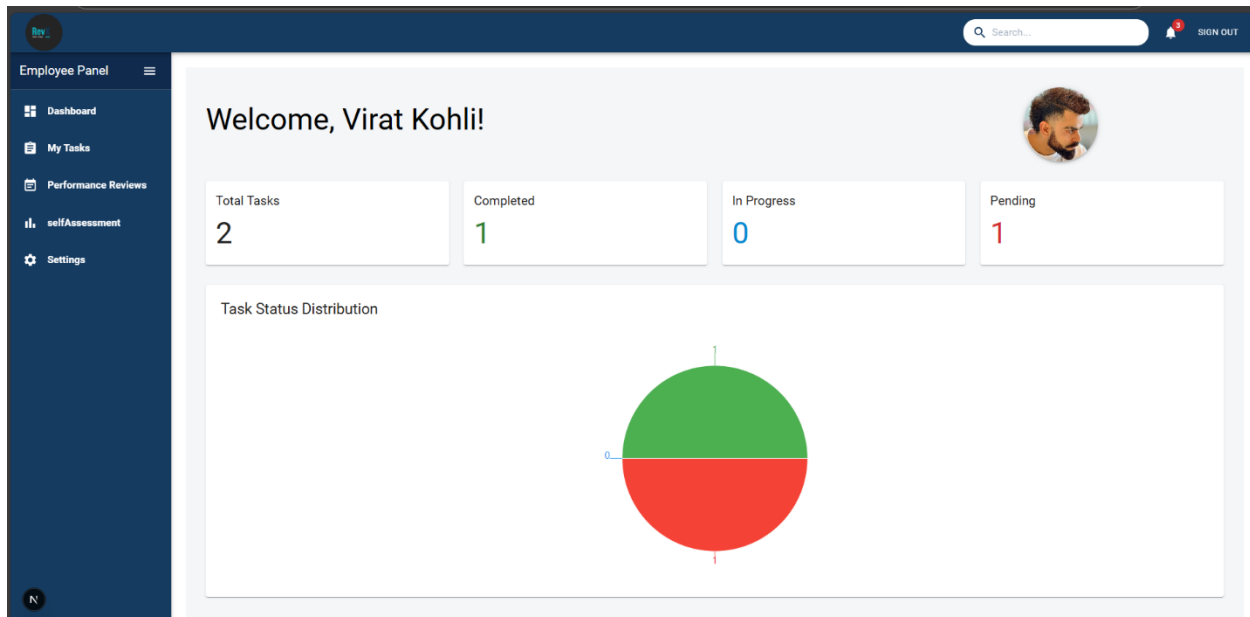 Rev
Search...
3
SIGN OUT
Employee Panel
Dashboard
My Tasks
Performance Reviews
selfAssessment
Settings
Welcome, Virat Kohli!
Total Tasks
2
Completed
1
In Progress
0
Pending
1
Task Status Distribution
1
0
1
N